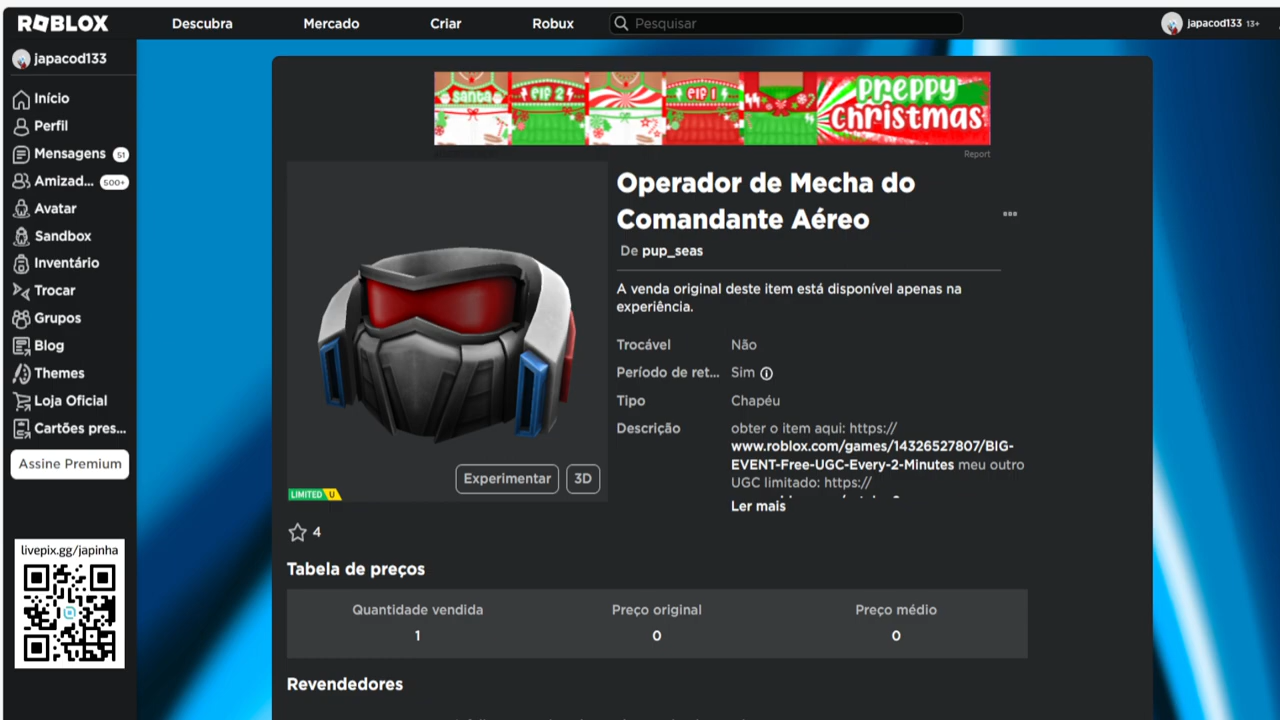 ROBLOX
Descubra
Mercado
Criar
Robux
Pesquisar
japacod133 13+
japacod133
Início
Perfil
Mensagens 51
Amizad... 500+
Avatar
Sandbox
Inventário
Trocar
Grupos
Blog
Themes
Loja Oficial
Cartões pres...
Assine Premium
livepix.gg/japinha
santa
elf 2
elf 1
PREPPY
christmas
Report
Operador de Mecha do
Comandante Aéreo
De pup_seas
A venda original deste item está disponível apenas na
experiência.
Trocável Não
Período de ret... Sim
Tipo Chapéu
Descrição obter o item aqui: https://
www.roblox.com/games/14326527807/BIG-
EVENT-Free-UGC-Every-2-Minutes meu outro
UGC limitado: https://
Ler mais
Experimentar
3D
LIMITED U
4
Tabela de preços
Quantidade vendida Preço original Preço médio
1 0 0
Revendedores